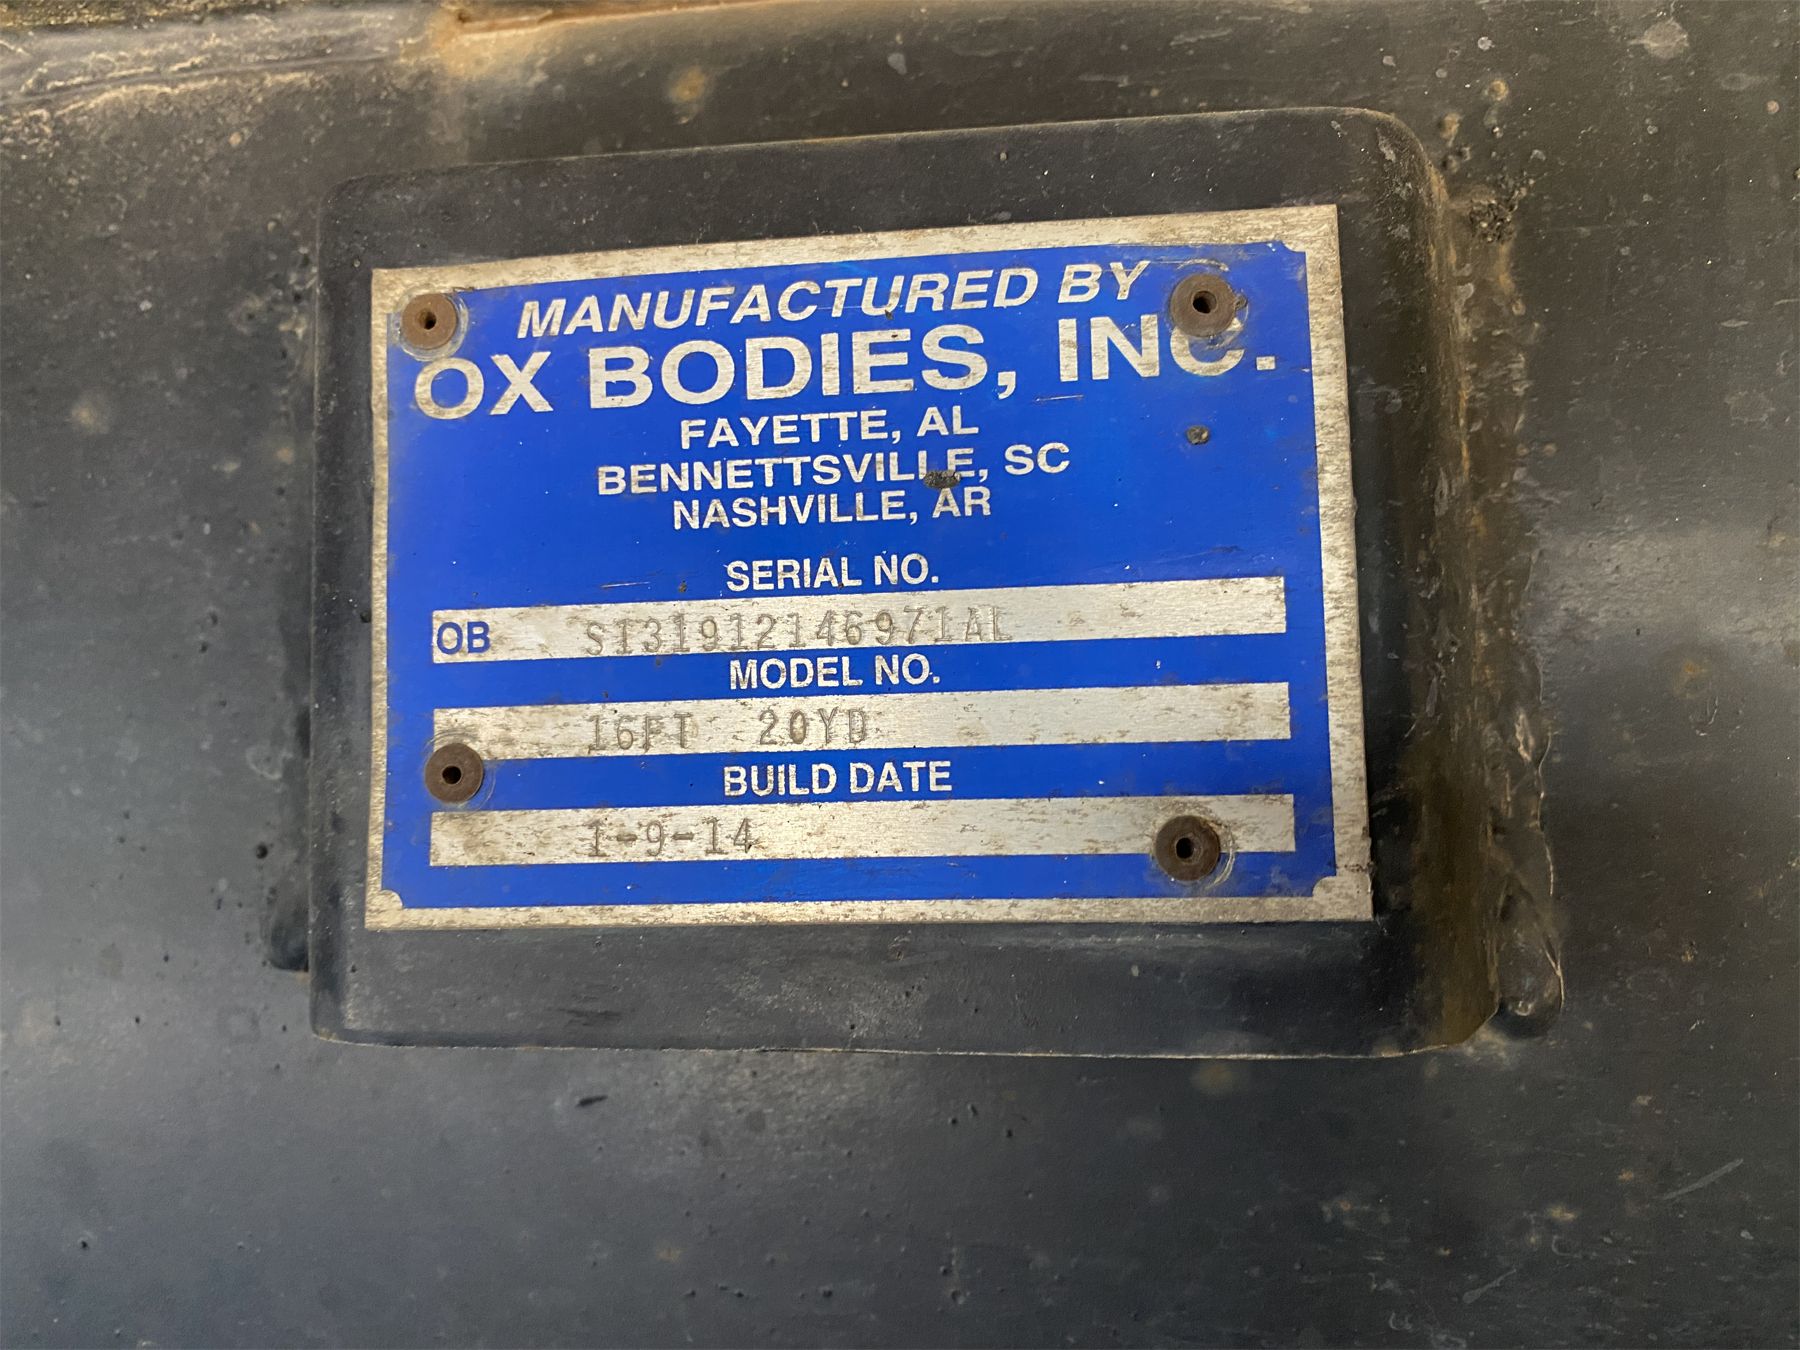 MANUFACTURED BY
OX BODIES, INC.
FAYETTE, AL
BENNETTSVILLE, SC
NASHVILLE, AR
SERIAL NO.
OB S131912146971AL
MODEL NO.
16FT 20YD
BUILD DATE
1-9-14